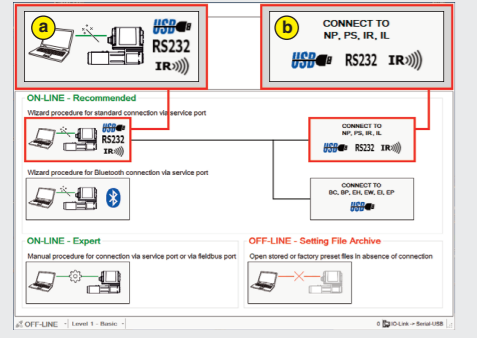 a
USB
RS232
IR
b
CONNECT TO
NP, PS, IR, IL
USB RS232 IR
ON-LINE - Recommended
Wizard procedure for standard connection via service port
USB
RS232
IR
CONNECT TO
NP, PS, IR, IL
USB RS232 IR
Wizard procedure for Bluetooth connection via service port
CONNECT TO
BC, BP, EH, EW, EI, EP
USB
ON-LINE - Expert
Manual procedure for connection via service port or via fieldbus port
OFF-LINE - Setting File Archive
Open stored or factory preset files in absence of connection
OFF-LINE - Level 1 - Basic -
IO-Link -> Serial-USB